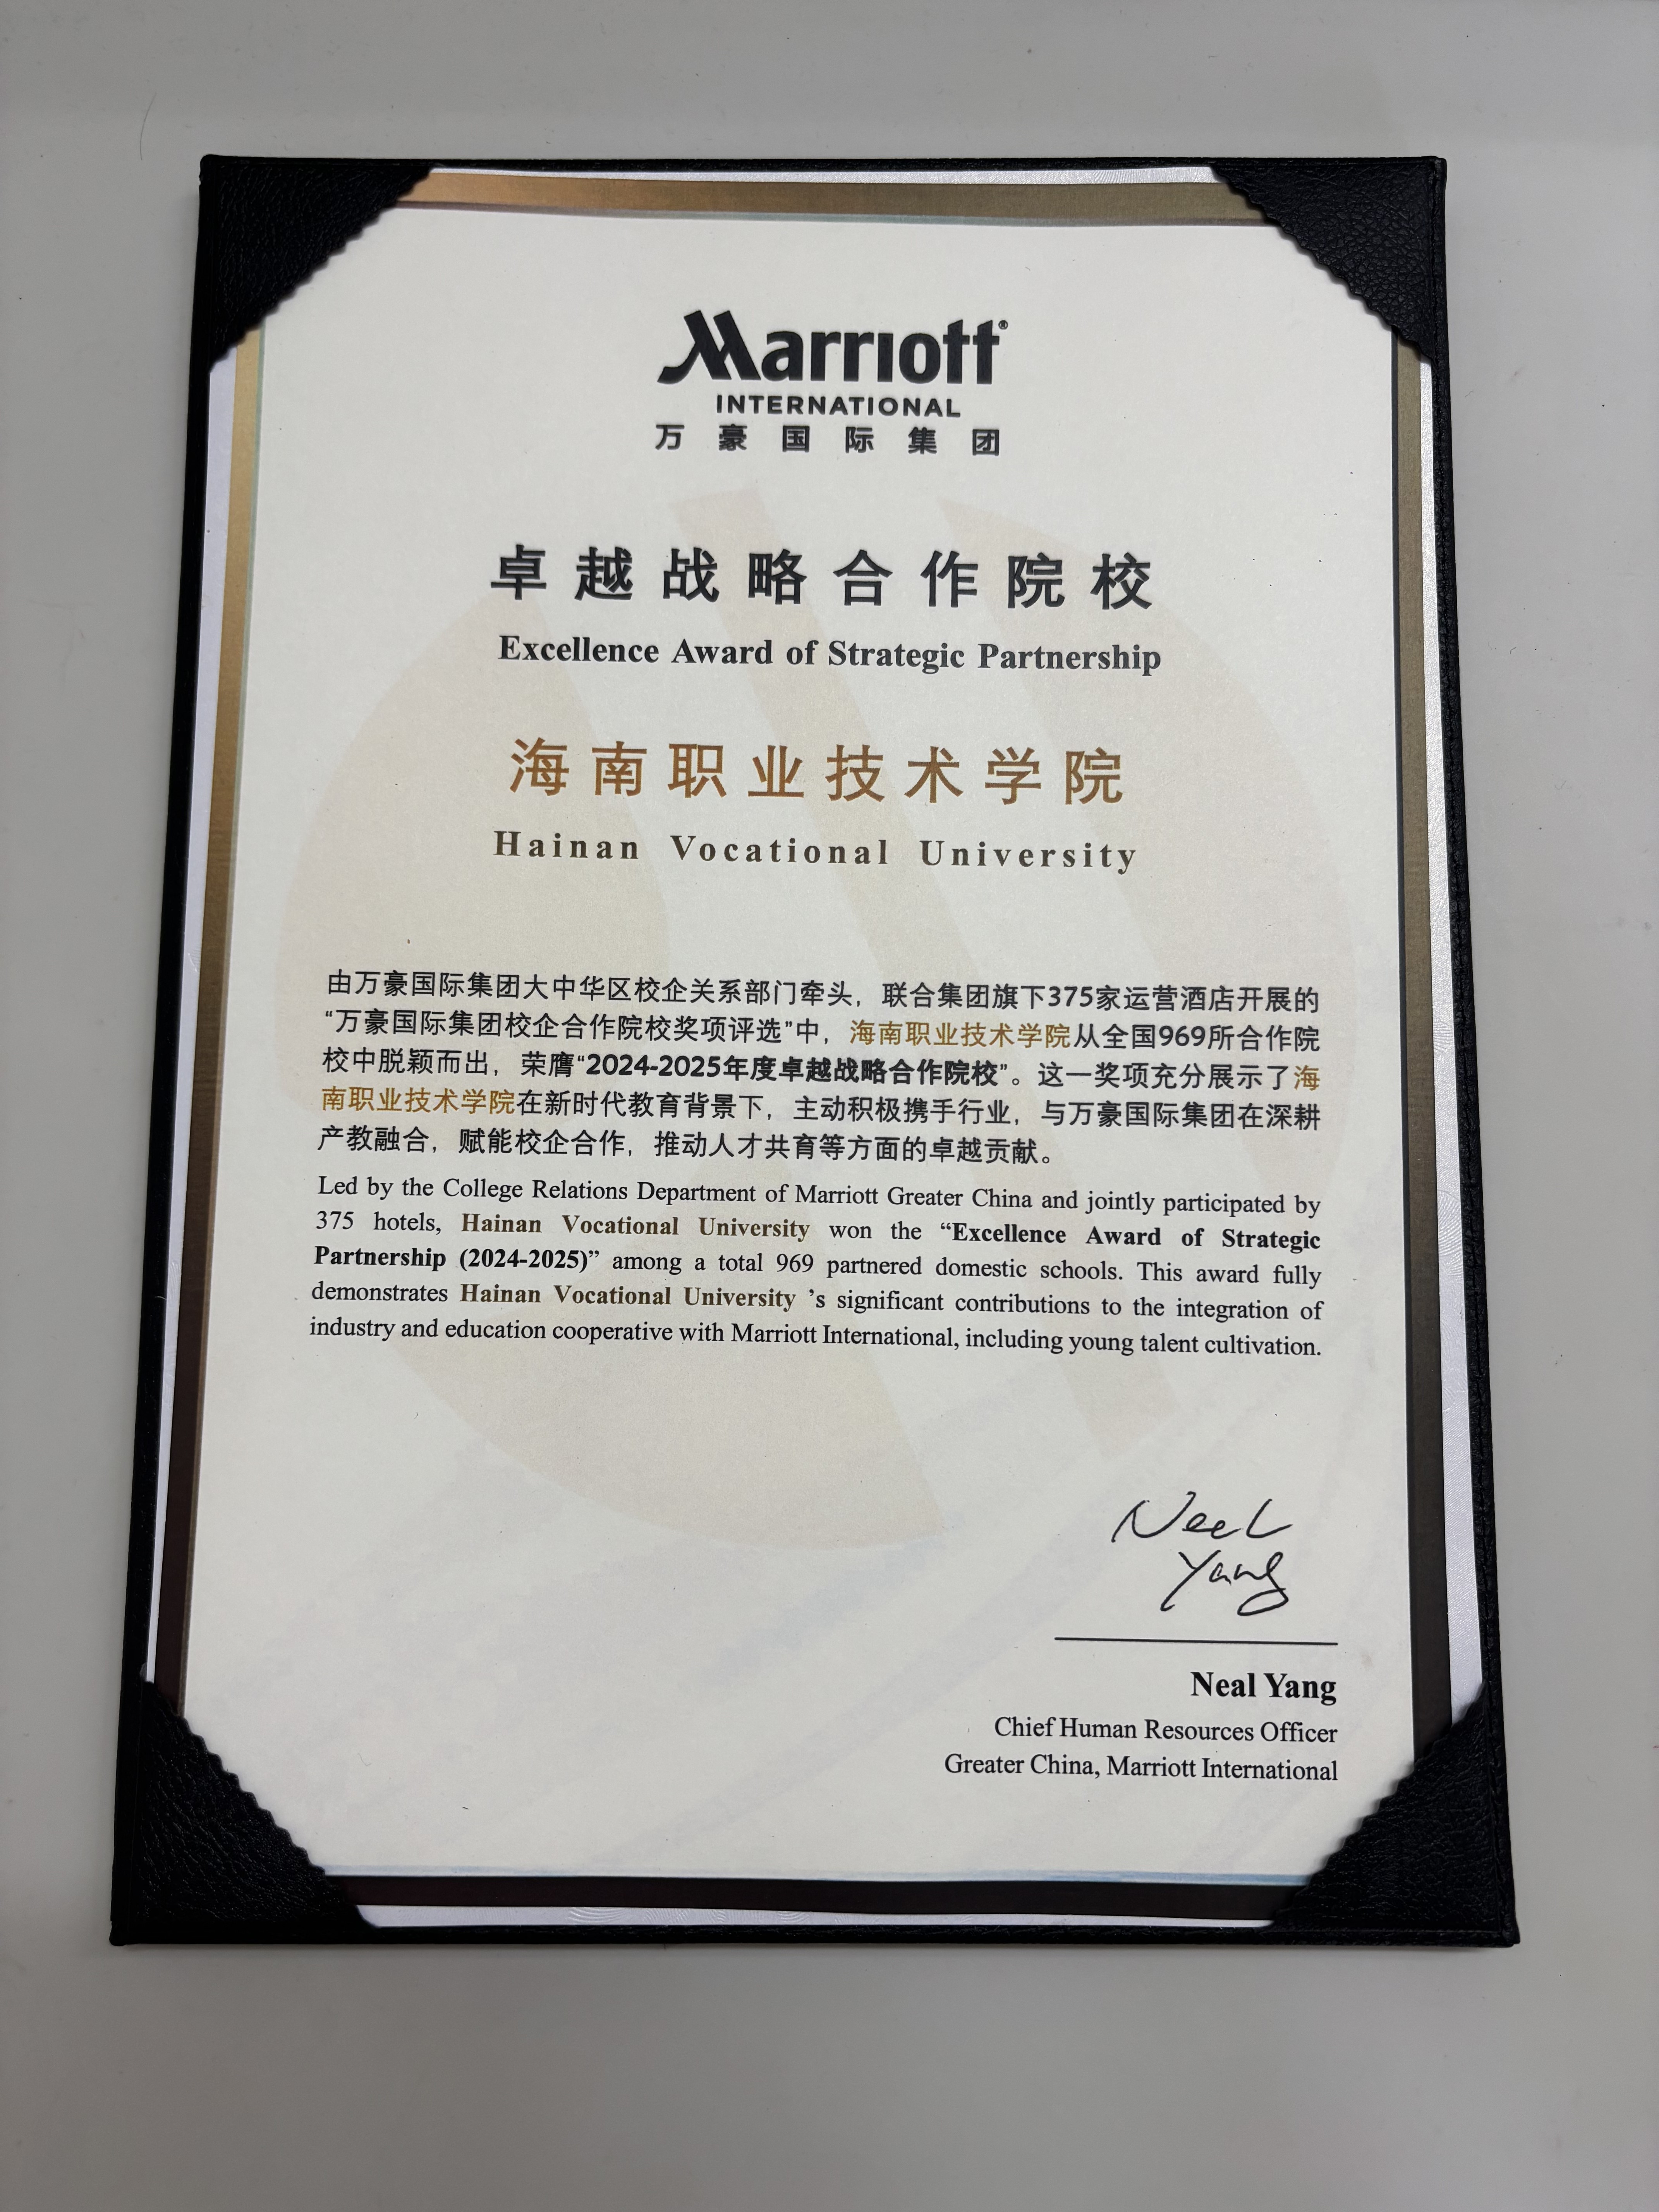 Marriott®
INTERNATIONAL
万豪国际集团
卓越战略合作院校
Excellence Award of Strategic Partnership
海南职业技术学院
Hainan Vocational University
由万豪国际集团大中华区校企关系部门牵头，联合集团旗下375家运营酒店开展的
“万豪国际集团校企合作院校奖项评选”中，海南职业技术学院从全国969所合作院
校中脱颖而出，荣膺“2024-2025年度卓越战略合作院校”。这一奖项充分展示了海
南职业技术学院在新时代教育背景下，主动积极携手行业，与万豪国际集团在深耕
产教融合，赋能校企合作，推动人才共育等方面的卓越贡献。
Led by the College Relations Department of Marriott Greater China and jointly participated by
375 hotels, Hainan Vocational University won the “Excellence Award of Strategic
Partnership (2024-2025)” among a total 969 partnered domestic schools. This award fully
demonstrates Hainan Vocational University ’s significant contributions to the integration of
industry and education cooperative with Marriott International, including young talent cultivation.
Neal
Yang
Neal Yang
Chief Human Resources Officer
Greater China, Marriott International